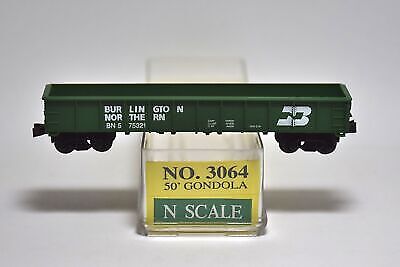 BURLINGTON
NORTHERN
BN 575321
NO. 3064
50' GONDOLA
N SCALE